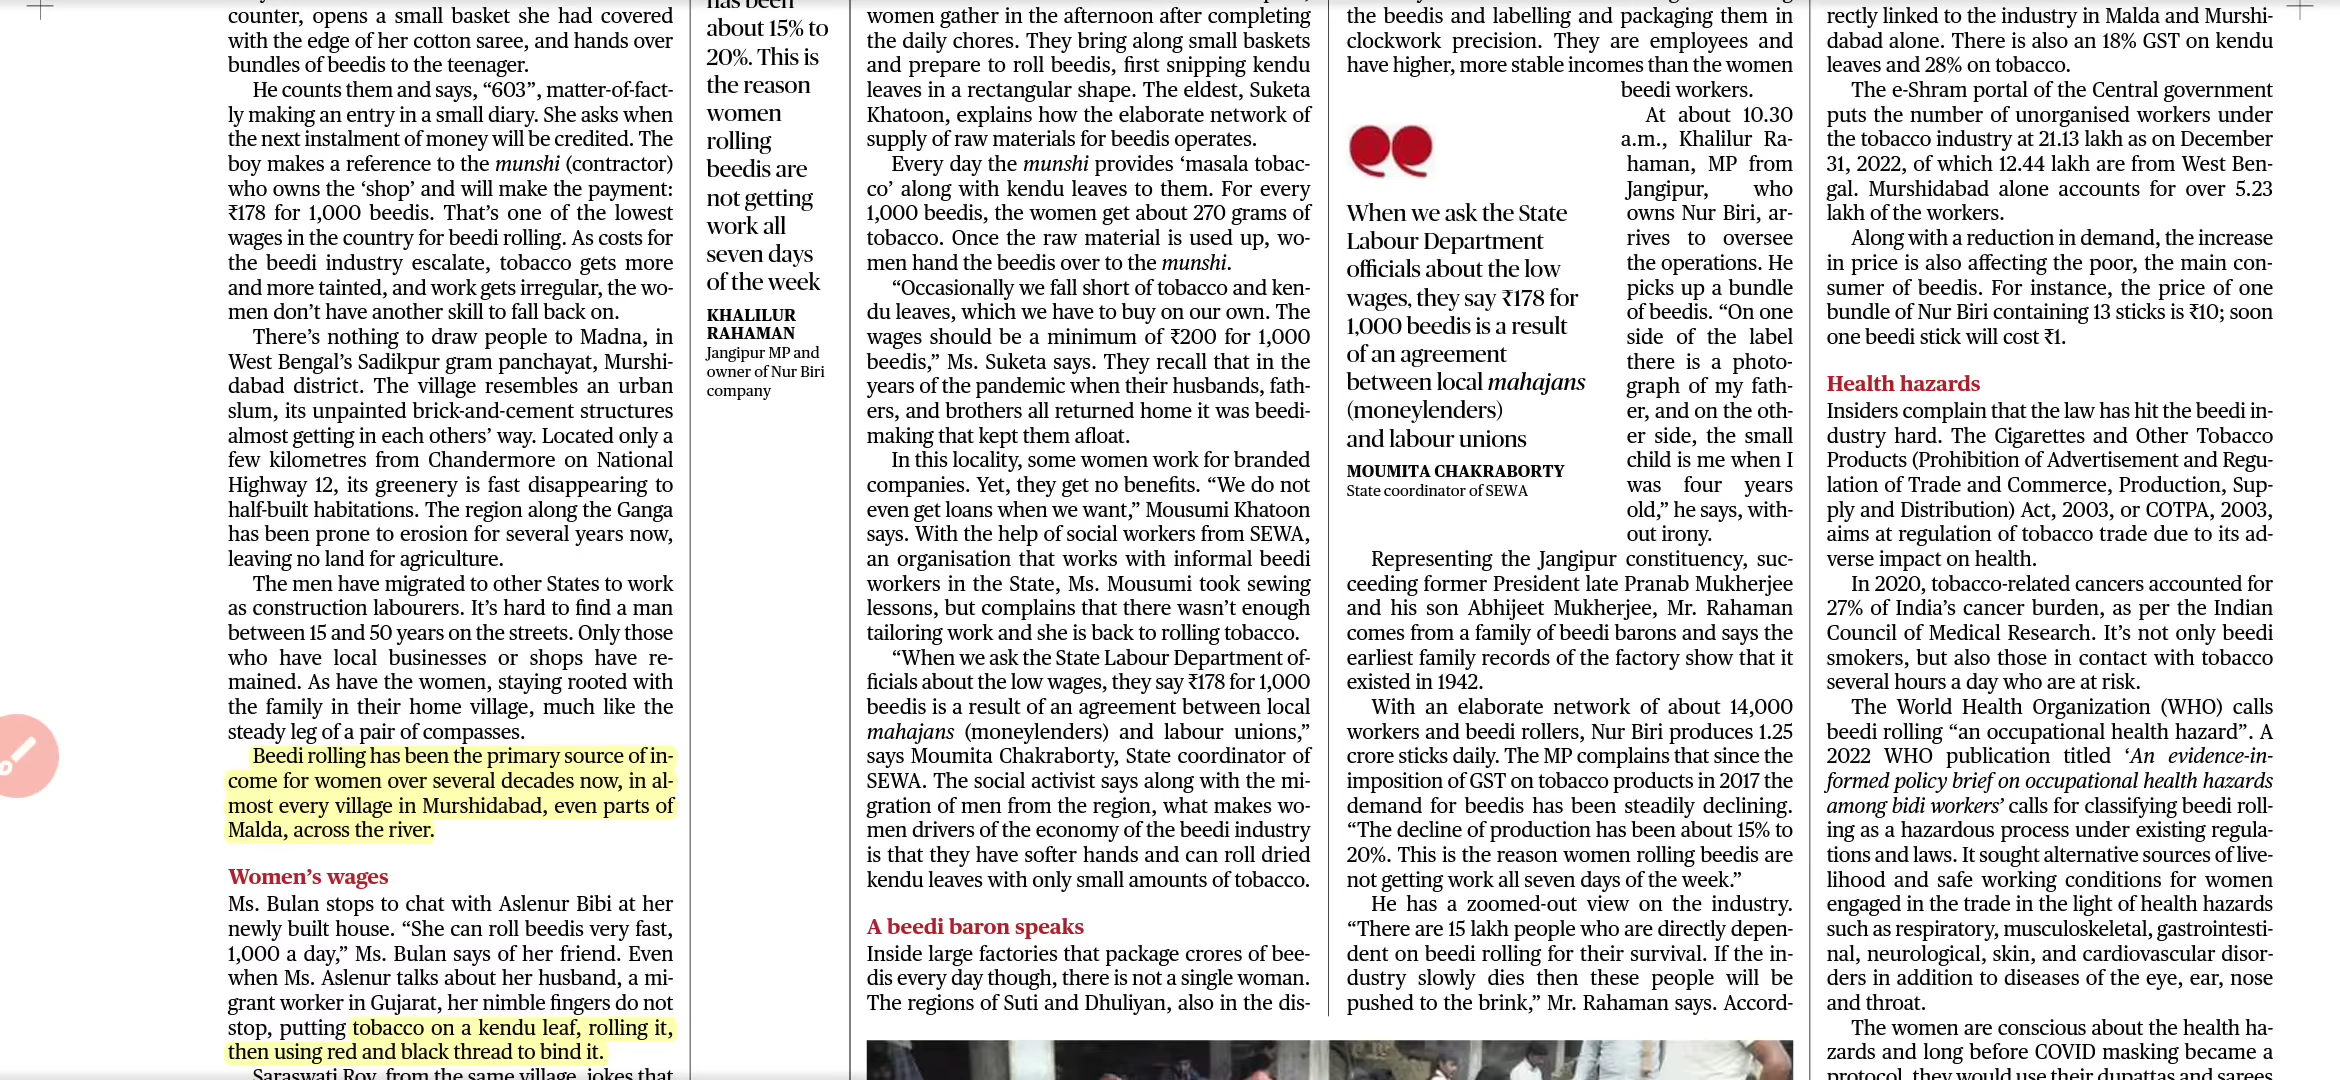 counter, opens a small basket she had covered
with the edge of her cotton saree, and hands over
bundles of beedis to the teenager.
He counts them and says, “603”, matter-of-fact-
ly making an entry in a small diary. She asks when
the next instalment of money will be credited. The
boy makes a reference to the munshi (contractor)
who owns the ‘shop’ and will make the payment:
₹178 for 1,000 beedis. That’s one of the lowest
wages in the country for beedi rolling. As costs for
the beedi industry escalate, tobacco gets more
and more tainted, and work gets irregular, the wo-
men don’t have another skill to fall back on.
There’s nothing to draw people to Madna, in
West Bengal’s Sadikpur gram panchayat, Murshi-
dabad district. The village resembles an urban
slum, its unpainted brick-and-cement structures
almost getting in each others’ way. Located only a
few kilometres from Chandermore on National
Highway 12, its greenery is fast disappearing to
half-built habitations. The region along the Ganga
has been prone to erosion for several years now,
leaving no land for agriculture.
The men have migrated to other States to work
as construction labourers. It’s hard to find a man
between 15 and 50 years on the streets. Only those
who have local businesses or shops have re-
mained. As have the women, staying rooted with
the family in their home village, much like the
steady leg of a pair of compasses.
Beedi rolling has been the primary source of in-
come for women over several decades now, in al-
most every village in Murshidabad, even parts of
Malda, across the river.
Women’s wages
Ms. Bulan stops to chat with Aslenur Bibi at her
newly built house. “She can roll beedis very fast,
1,000 a day,” Ms. Bulan says of her friend. Even
when Ms. Aslenur talks about her husband, a mi-
grant worker in Gujarat, her nimble fingers do not
stop, putting tobacco on a kendu leaf, rolling it,
then using red and black thread to bind it.
Saraswati Roy, from the same village, jokes that
has been
about 15% to
20%. This is
the reason
women
rolling
beedis are
not getting
work all
seven days
of the week
KHALILUR
RAHAMAN
Jangipur MP and
owner of Nur Biri
company
women gather in the afternoon after completing
the daily chores. They bring along small baskets
and prepare to roll beedis, first snipping kendu
leaves in a rectangular shape. The eldest, Suketa
Khatoon, explains how the elaborate network of
supply of raw materials for beedis operates.
Every day the munshi provides ‘masala tobac-
co’ along with kendu leaves to them. For every
1,000 beedis, the women get about 270 grams of
tobacco. Once the raw material is used up, wo-
men hand the beedis over to the munshi.
“Occasionally we fall short of tobacco and ken-
du leaves, which we have to buy on our own. The
wages should be a minimum of ₹200 for 1,000
beedis,” Ms. Suketa says. They recall that in the
years of the pandemic when their husbands, fath-
ers, and brothers all returned home it was beedi-
making that kept them afloat.
In this locality, some women work for branded
companies. Yet, they get no benefits. “We do not
even get loans when we want,” Mousumi Khatoon
says. With the help of social workers from SEWA,
an organisation that works with informal beedi
workers in the State, Ms. Mousumi took sewing
lessons, but complains that there wasn’t enough
tailoring work and she is back to rolling tobacco.
“When we ask the State Labour Department of-
ficials about the low wages, they say ₹178 for 1,000
beedis is a result of an agreement between local
mahajans (moneylenders) and labour unions,”
says Moumita Chakraborty, State coordinator of
SEWA. The social activist says along with the mi-
gration of men from the region, what makes wo-
men drivers of the economy of the beedi industry
is that they have softer hands and can roll dried
kendu leaves with only small amounts of tobacco.
A beedi baron speaks
Inside large factories that package crores of bee-
dis every day though, there is not a single woman.
The regions of Suti and Dhuliyan, also in the dis-
the beedis and labelling and packaging them in
clockwork precision. They are employees and
have higher, more stable incomes than the women
beedi workers.
At about 10.30
a.m., Khalilur Ra-
haman, MP from
Jangipur, who
owns Nur Biri, ar-
rives to oversee
the operations. He
picks up a bundle
of beedis. “On one
side of the label
there is a photo-
graph of my fath-
er, and on the oth-
er side, the small
child is me when I
was four years
old,” he says, with-
out irony.
When we ask the State
Labour Department
officials about the low
wages, they say ₹178 for
1,000 beedis is a result
of an agreement
between local mahajans
(moneylenders)
and labour unions
MOUMITA CHAKRABORTY
State coordinator of SEWA
Representing the Jangipur constituency, suc-
ceeding former President late Pranab Mukherjee
and his son Abhijeet Mukherjee, Mr. Rahaman
comes from a family of beedi barons and says the
earliest family records of the factory show that it
existed in 1942.
With an elaborate network of about 14,000
workers and beedi rollers, Nur Biri produces 1.25
crore sticks daily. The MP complains that since the
imposition of GST on tobacco products in 2017 the
demand for beedis has been steadily declining.
“The decline of production has been about 15% to
20%. This is the reason women rolling beedis are
not getting work all seven days of the week.”
He has a zoomed-out view on the industry.
“There are 15 lakh people who are directly depen-
dent on beedi rolling for their survival. If the in-
dustry slowly dies then these people will be
pushed to the brink,” Mr. Rahaman says. Accord-
rectly linked to the industry in Malda and Murshi-
dabad alone. There is also an 18% GST on kendu
leaves and 28% on tobacco.
The e-Shram portal of the Central government
puts the number of unorganised workers under
the tobacco industry at 21.13 lakh as on December
31, 2022, of which 12.44 lakh are from West Ben-
gal. Murshidabad alone accounts for over 5.23
lakh of the workers.
Along with a reduction in demand, the increase
in price is also affecting the poor, the main con-
sumer of beedis. For instance, the price of one
bundle of Nur Biri containing 13 sticks is ₹10; soon
one beedi stick will cost ₹1.
Health hazards
Insiders complain that the law has hit the beedi in-
dustry hard. The Cigarettes and Other Tobacco
Products (Prohibition of Advertisement and Regu-
lation of Trade and Commerce, Production, Sup-
ply and Distribution) Act, 2003, or COTPA, 2003,
aims at regulation of tobacco trade due to its ad-
verse impact on health.
In 2020, tobacco-related cancers accounted for
27% of India’s cancer burden, as per the Indian
Council of Medical Research. It’s not only beedi
smokers, but also those in contact with tobacco
several hours a day who are at risk.
The World Health Organization (WHO) calls
beedi rolling “an occupational health hazard”. A
2022 WHO publication titled ‘An evidence-in-
formed policy brief on occupational health hazards
among bidi workers’ calls for classifying beedi roll-
ing as a hazardous process under existing regula-
tions and laws. It sought alternative sources of live-
lihood and safe working conditions for women
engaged in the trade in the light of health hazards
such as respiratory, musculoskeletal, gastrointesti-
nal, neurological, skin, and cardiovascular disor-
ders in addition to diseases of the eye, ear, nose
and throat.
The women are conscious about the health ha-
zards and long before COVID masking became a
protocol, they would use their dupattas and sarees